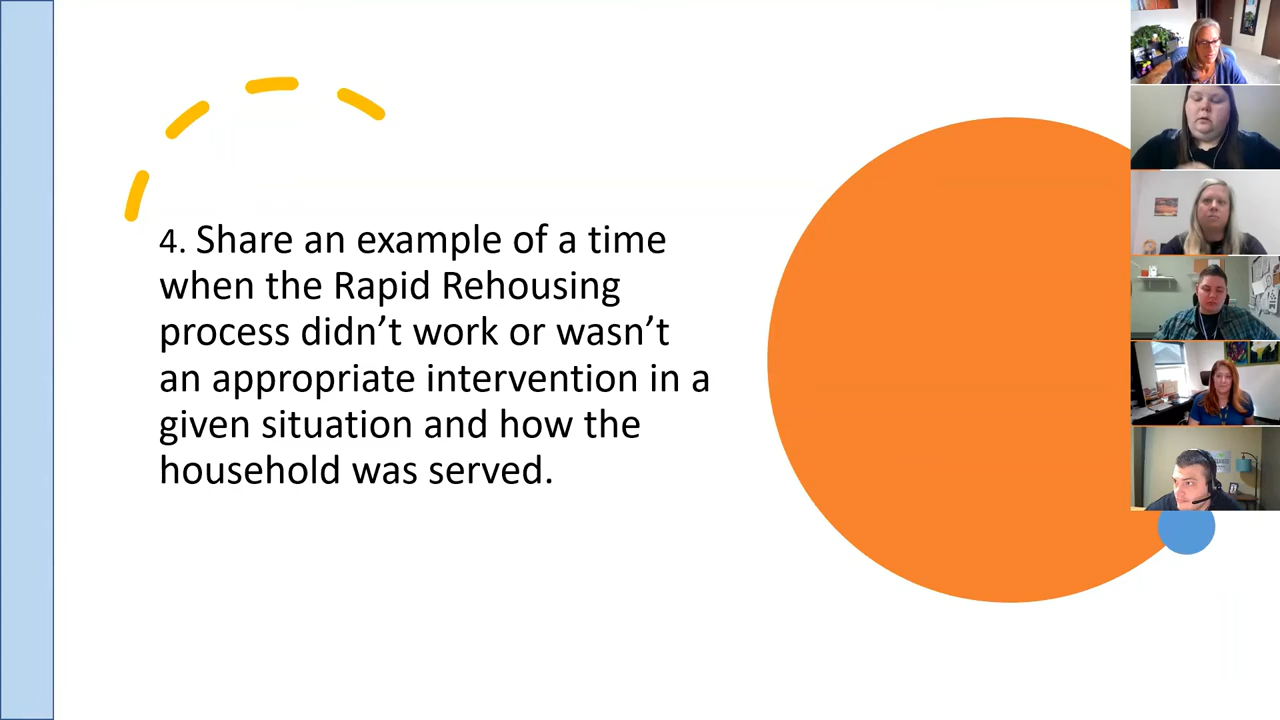 4. Share an example of a time
when the Rapid Rehousing
process didn’t work or wasn’t
an appropriate intervention in a
given situation and how the
household was served.